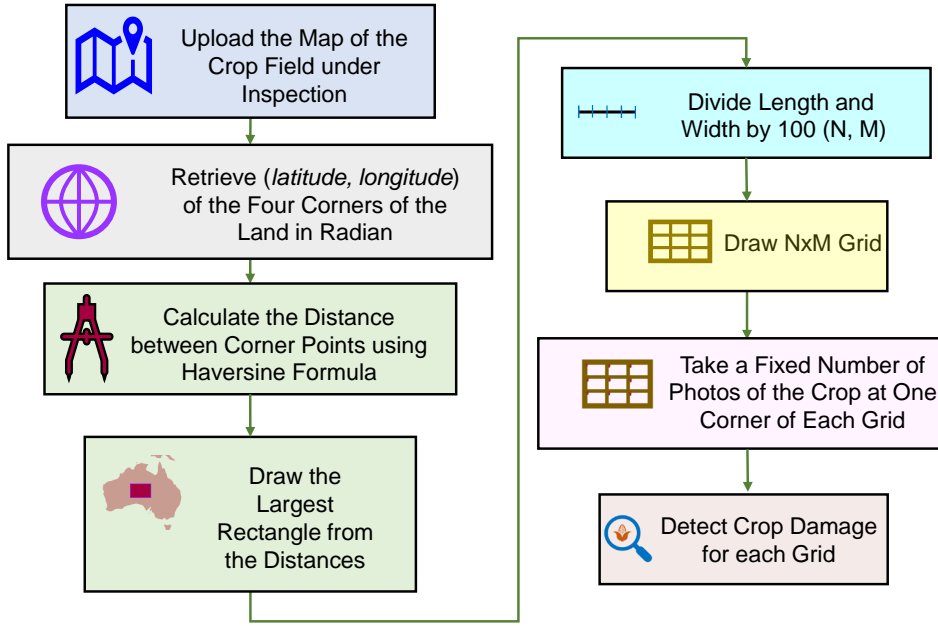 Upload the Map of the
Crop Field under
Inspection
Retrieve (latitude, longitude)
of the Four Corners of the
Land in Radian
Calculate the Distance
between Corner Points using
Haversine Formula
Draw the
Largest
Rectangle from
the Distances
Divide Length and
Width by 100 (N, M)
Draw NxM Grid
Take a Fixed Number of
Photos of the Crop at One
Corner of Each Grid
Detect Crop Damage
for each Grid